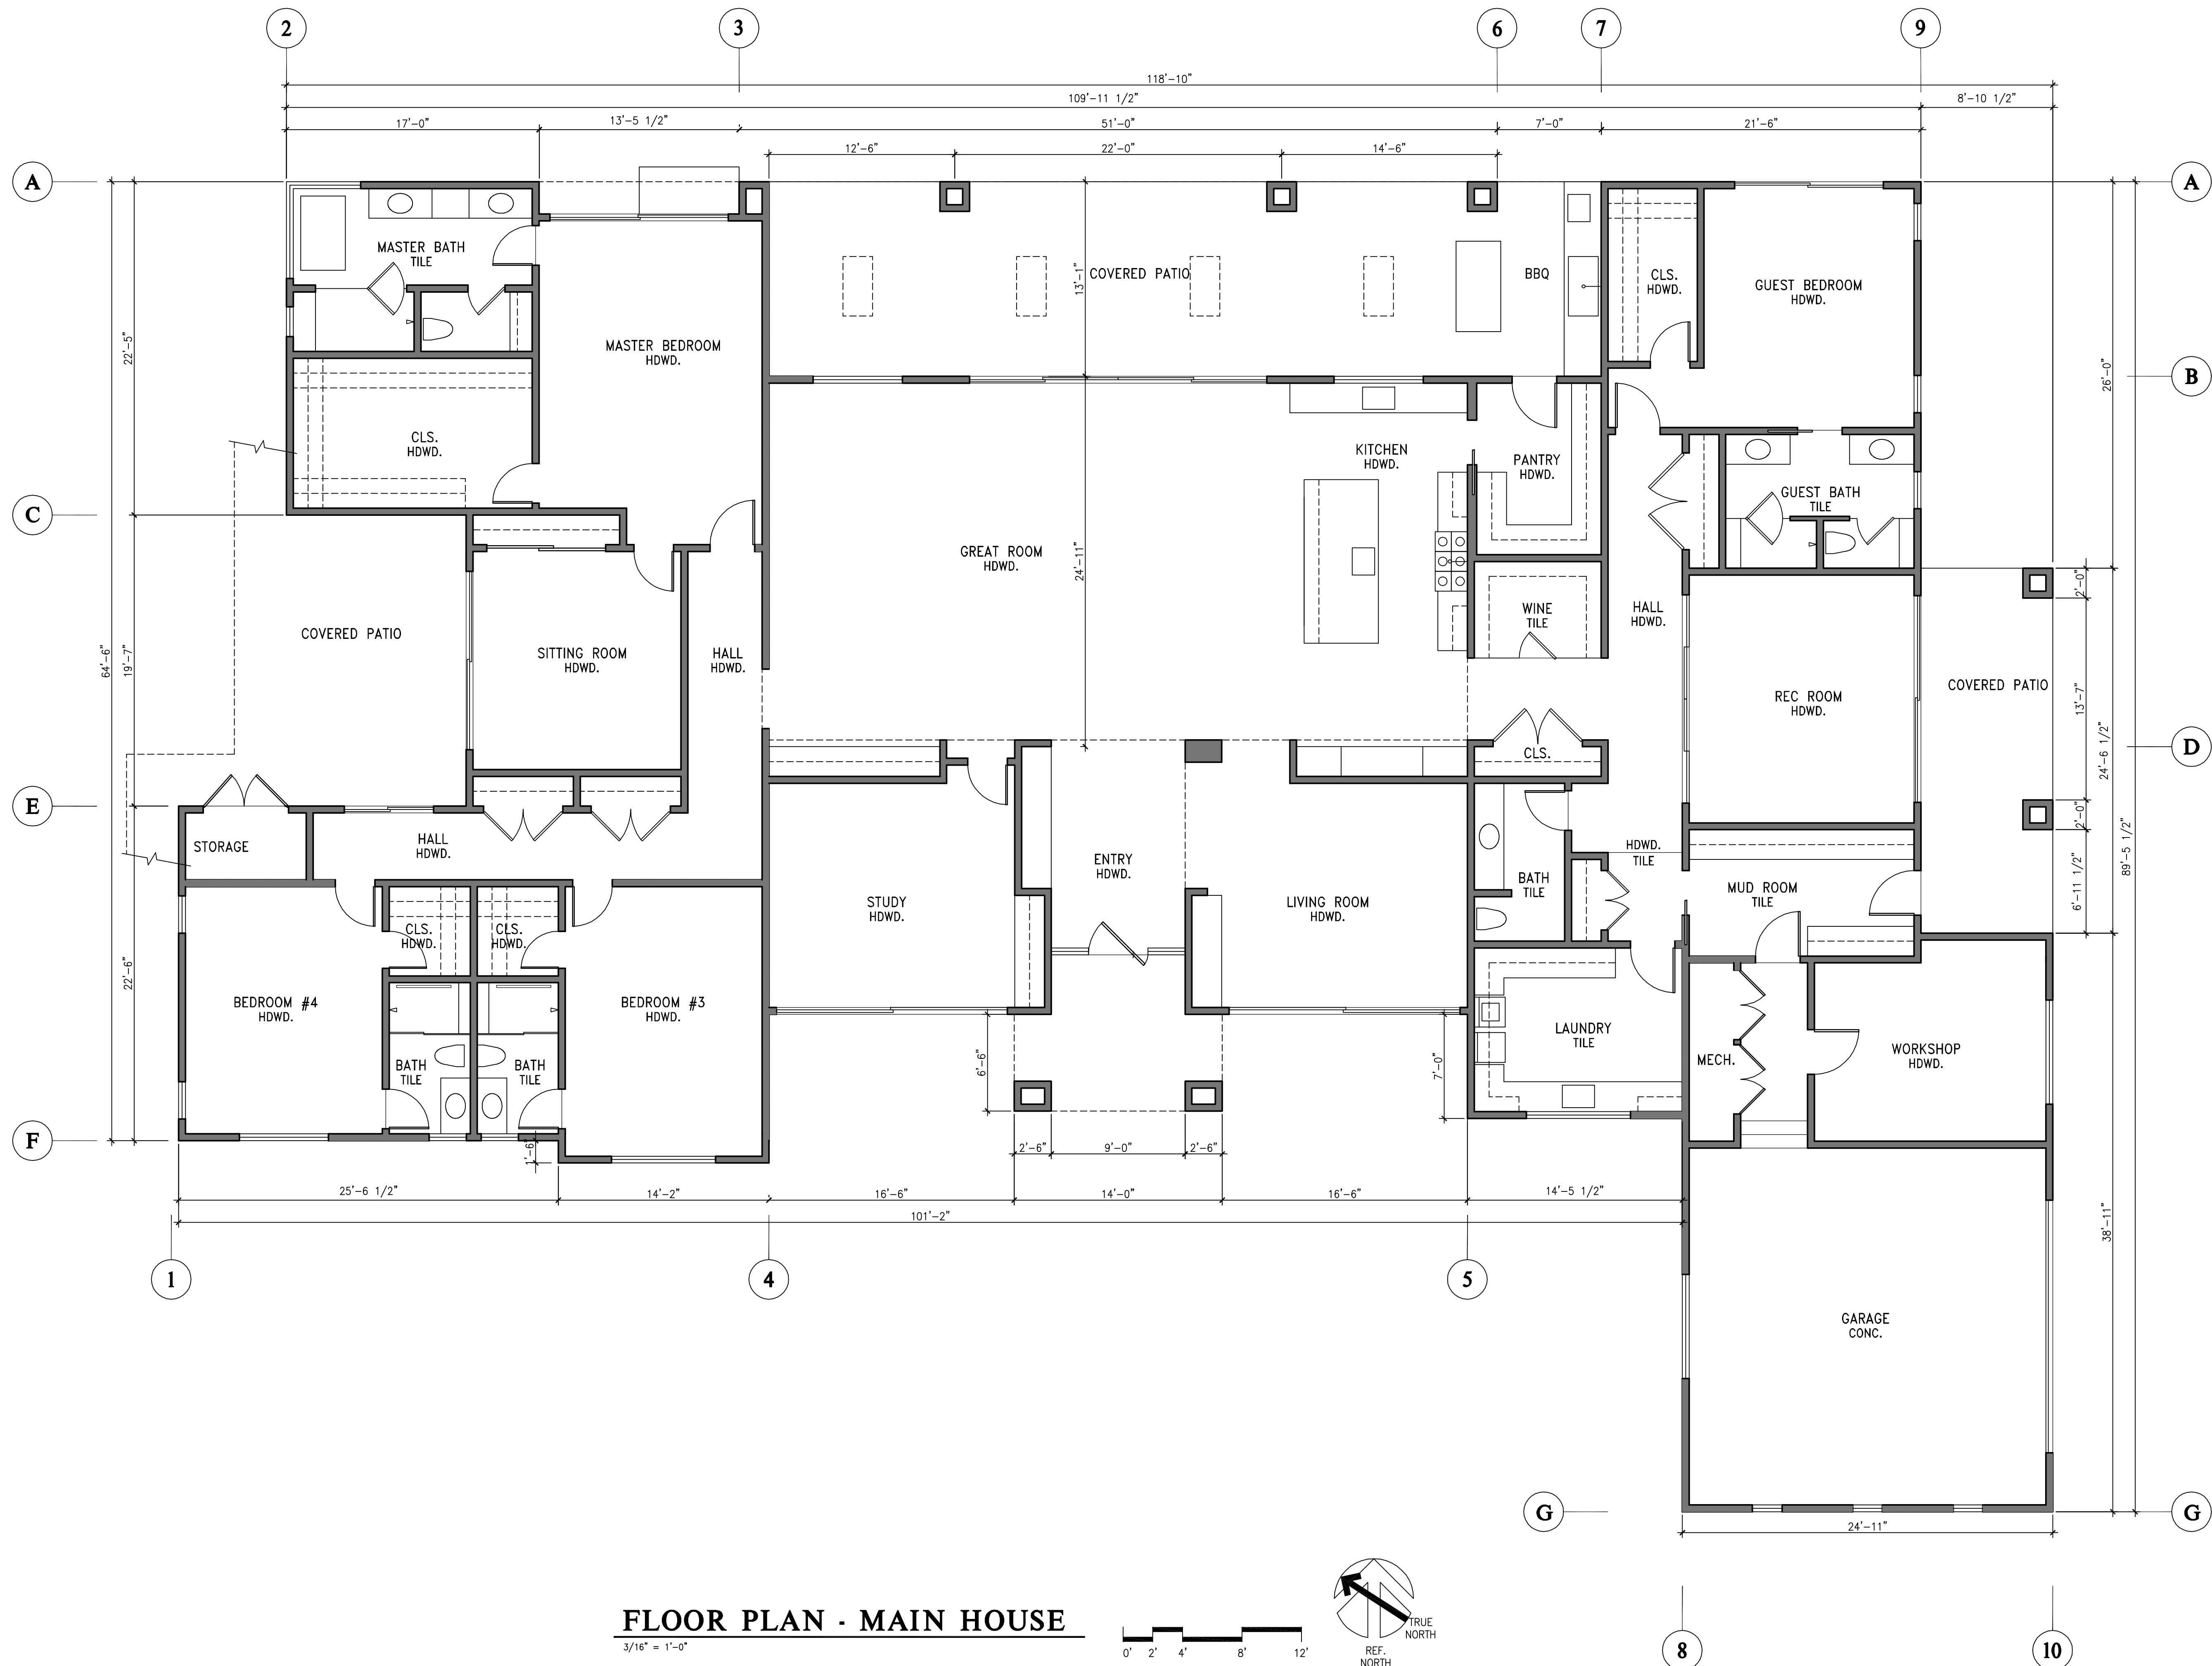 2
3
6
7
9
118'-10"
109'-11 1/2"
8'-10 1/2"
17'-0"
13'-5 1/2"
51'-0"
7'-0"
21'-6"
12'-6"
22'-0"
14'-6"
A
A
MASTER BATH
TILE
COVERED PATIO
13'-1"
BBQ
CLS.
HDWD.
GUEST BEDROOM
HDWD.
22'-5"
MASTER BEDROOM
HDWD.
26'-0"
B
CLS.
HDWD.
KITCHEN
HDWD.
PANTRY
HDWD.
GUEST BATH
TILE
C
GREAT ROOM
HDWD.
24'-11"
2'-0"
WINE
TILE
HALL
HDWD.
COVERED PATIO
SITTING ROOM
HDWD.
HALL
HDWD.
64'-6"
19'-7"
REC ROOM
HDWD.
COVERED PATIO
13'-7"
24'-6 1/2"
D
CLS.
E
2'-0"
STORAGE
HALL
HDWD.
ENTRY
HDWD.
HDWD.
TILE
89'-5 1/2"
BATH
TILE
MUD ROOM
TILE
6'-11 1/2"
STUDY
HDWD.
LIVING ROOM
HDWD.
CLS.
HDWD.
CLS.
HDWD.
22'-6"
BEDROOM #4
HDWD.
BEDROOM #3
HDWD.
LAUNDRY
TILE
MECH.
WORKSHOP
HDWD.
BATH
TILE
BATH
TILE
6'-6"
7'-0"
F
1'-6"
2'-6"
9'-0"
2'-6"
25'-6 1/2"
14'-2"
16'-6"
14'-0"
16'-6"
14'-5 1/2"
101'-2"
38'-11"
1
4
5
GARAGE
CONC.
G
G
24'-11"
FLOOR PLAN - MAIN HOUSE
3/16" = 1'-0"
0'
2'
4'
8'
12'
TRUE
NORTH
REF.
NORTH
8
10